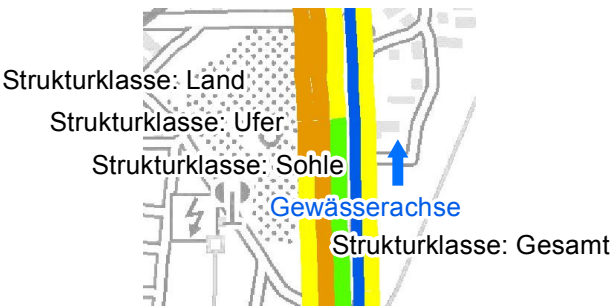 Strukturklasse: Land
Strukturklasse: Ufer
Strukturklasse: Sohle
Gewässerachse
Strukturklasse: Gesamt